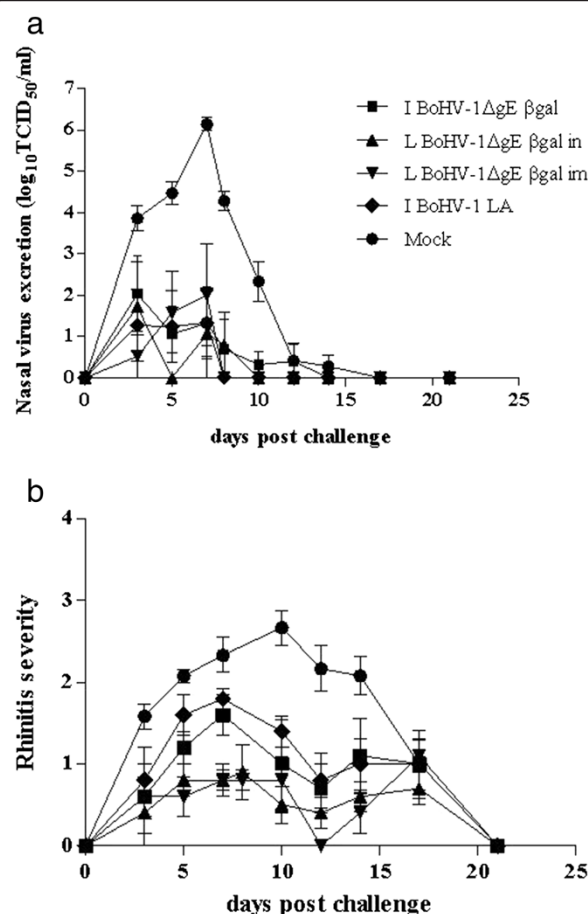 a
Nasal virus excretion (log10TCID50/ml)
7
6
5
4
3
2
1
0
0 5 10 15 20 25
days post challenge
I BoHV-1ΔgE βgal
L BoHV-1ΔgE βgal in
L BoHV-1ΔgE βgal im
I BoHV-1 LA
Mock
b
Rhinitis severity
4
3
2
1
0
0 5 10 15 20 25
days post challenge